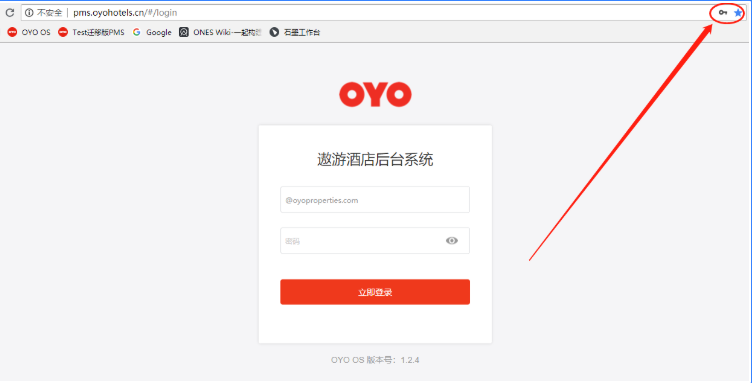 不安全 | pms.oyohotels.cn/#/login
OYO OS Test迁移版PMS Google ONES Wiki-一起构 石墨工作台
OYO
遨游酒店后台系统
@oyoproperties.com
密码
立即登录
OYO OS 版本号：1.2.4